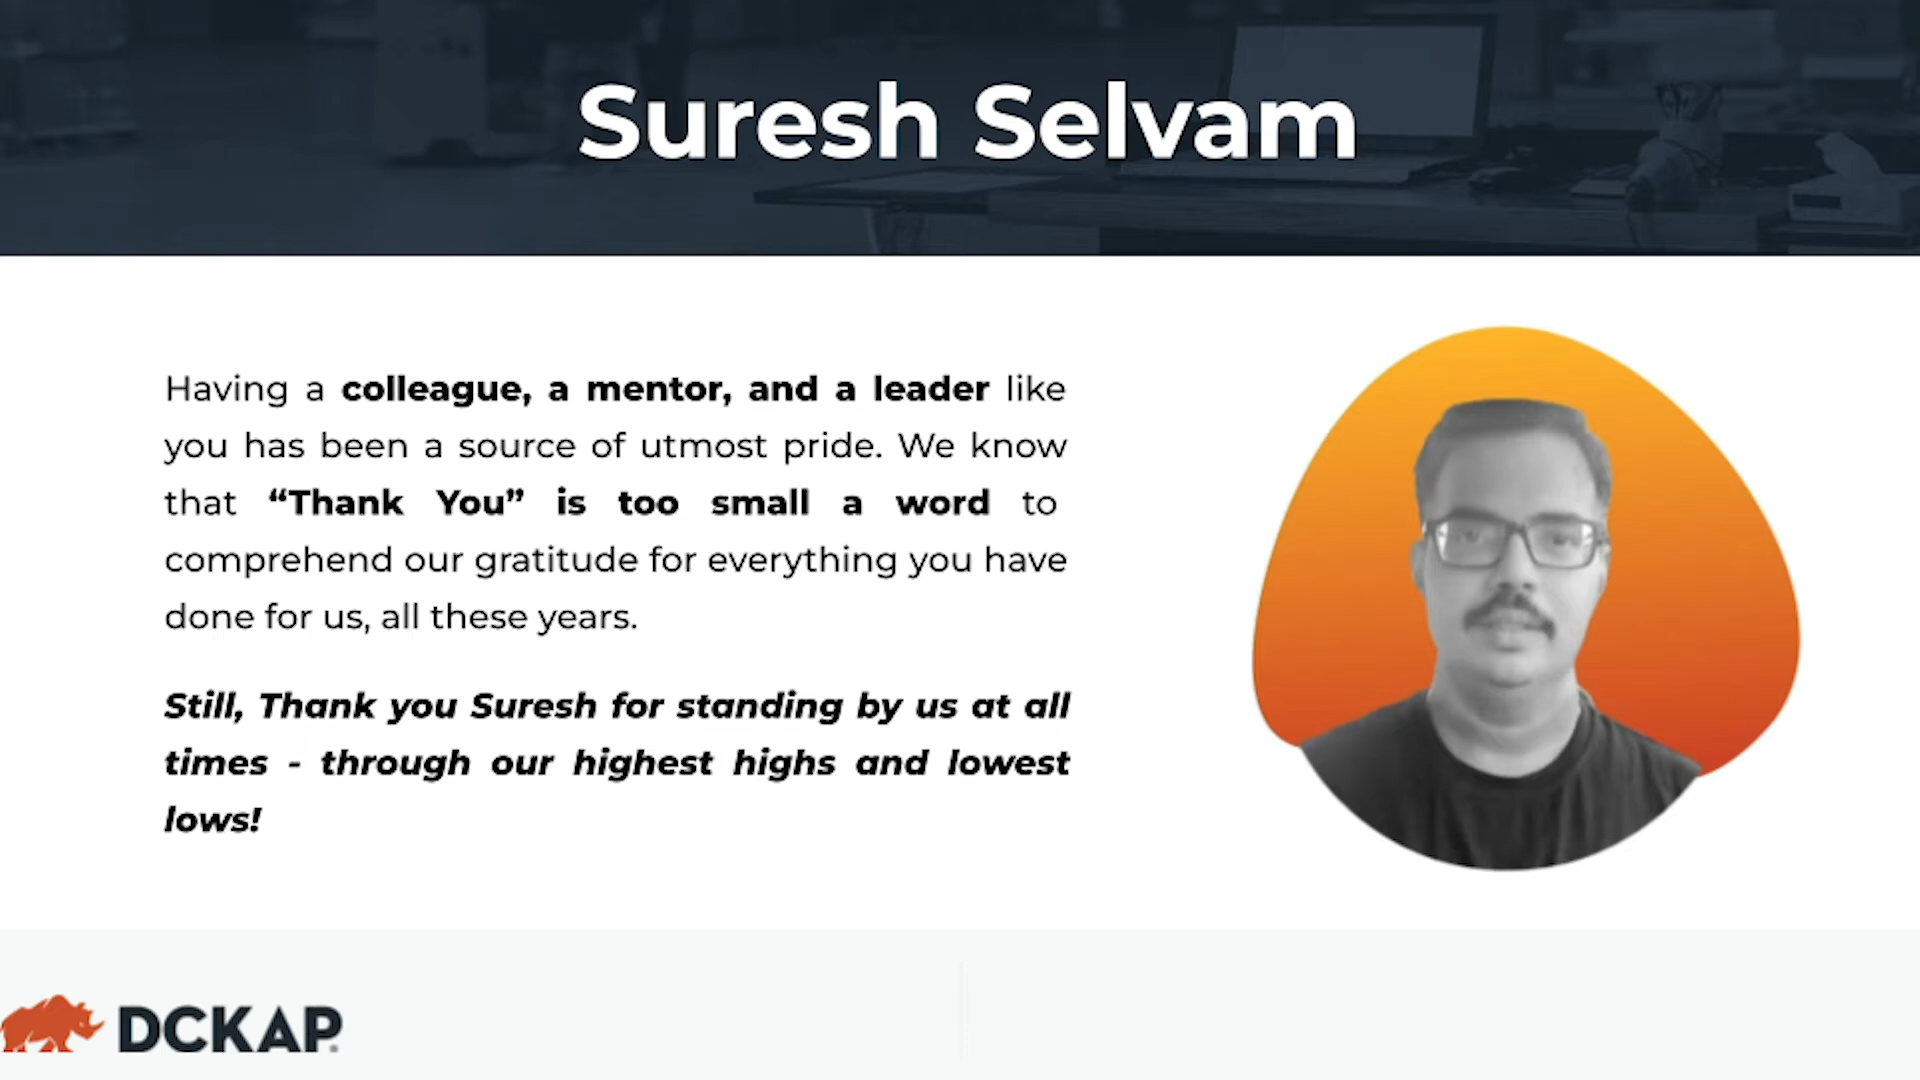 Suresh Selvam
Having a colleague, a mentor, and a leader like
you has been a source of utmost pride. We know
that “Thank You” is too small a word to
comprehend our gratitude for everything you have
done for us, all these years.
Still, Thank you Suresh for standing by us at all
times - through our highest highs and lowest
lows!
DCKAP